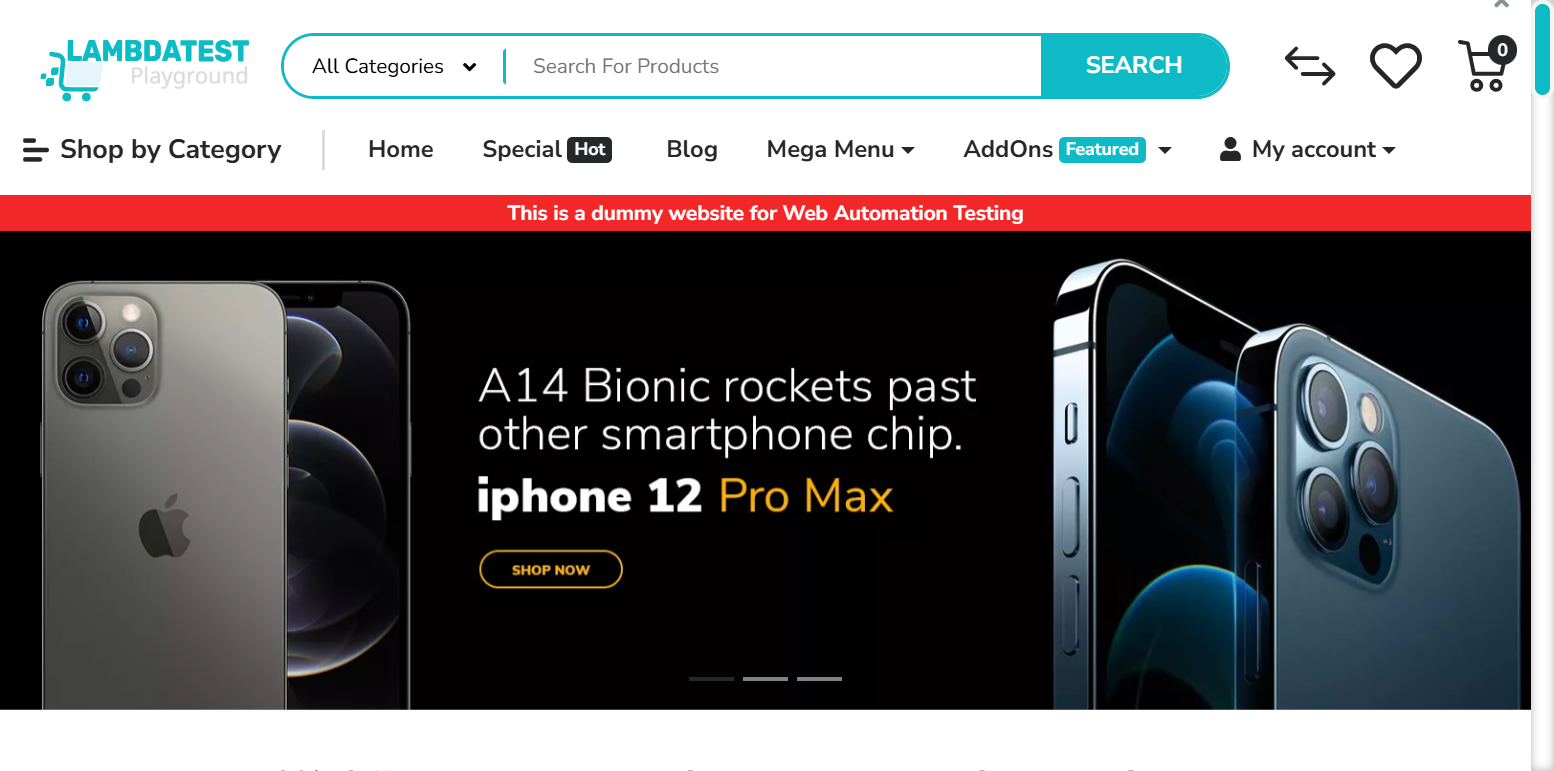 LAMBDATEST
Playground
All Categories
Search For Products
SEARCH
0
Shop by Category
Home
Special Hot
Blog
Mega Menu
AddOns Featured
My account
This is a dummy website for Web Automation Testing
A14 Bionic rockets past
other smartphone chip.
iphone 12 Pro Max
SHOP NOW